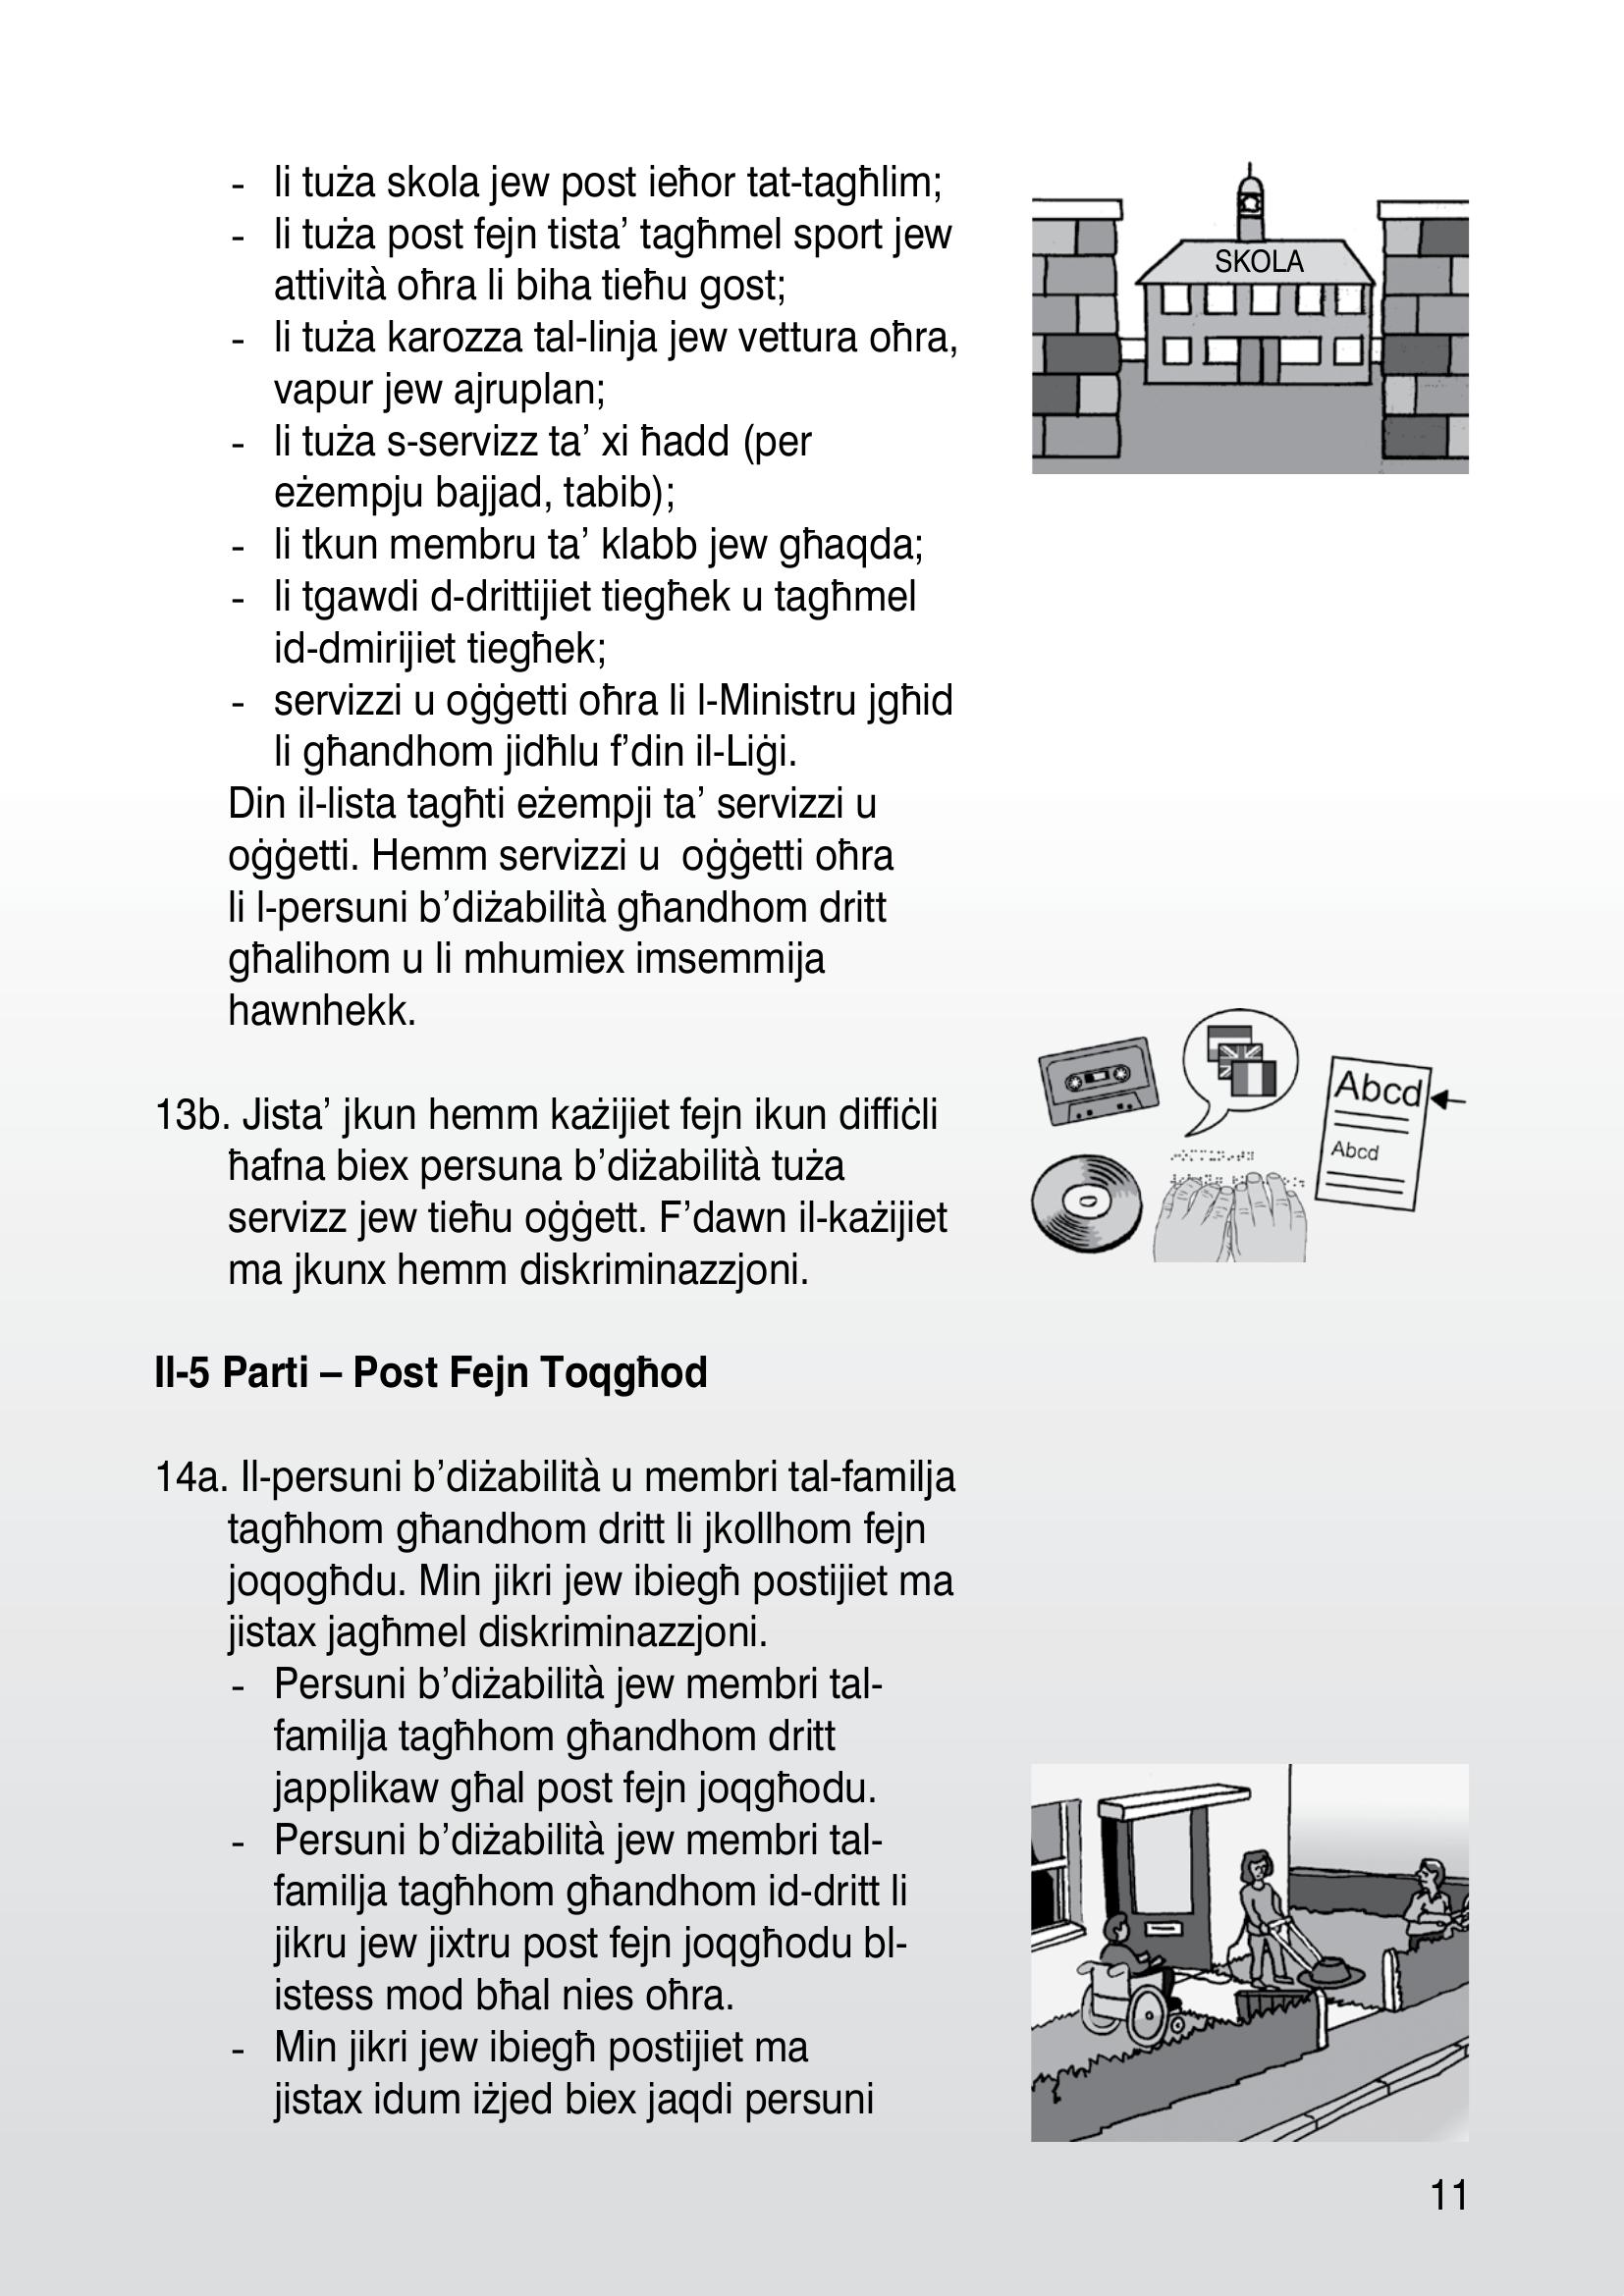 - li tuża skola jew post ieħor tat-tagħlim;
- li tuża post fejn tista’ tagħmel sport jew
attività oħra li biha tieħu gost;
- li tuża karozza tal-linja jew vettura oħra,
vapur jew ajruplan;
- li tuża s-servizz ta’ xi ħadd (per
eżempju bajjad, tabib);
- li tkun membru ta’ klabb jew għaqda;
- li tgawdi d-drittijiet tiegħek u tagħmel
id-dmirijiet tiegħek;
- servizzi u oġġetti oħra li l-Ministru jgħid
li għandhom jidħlu f’din il-Liġi.
Din il-lista tagħti eżempji ta’ servizzi u
oġġetti. Hemm servizzi u oġġetti oħra
li l-persuni b’diżabilità għandhom dritt
għalihom u li mhumiex imsemmija
hawnhekk.
13b. Jista’ jkun hemm każijiet fejn ikun diffiċli
ħafna biex persuna b’diżabilità tuża
servizz jew tieħu oġġett. F’dawn il-każijiet
ma jkunx hemm diskriminazzjoni.
Il-5 Parti – Post Fejn Toqgħod
14a. Il-persuni b’diżabilità u membri tal-familja
tagħhom għandhom dritt li jkollhom fejn
joqogħdu. Min jikri jew ibiegħ postijiet ma
jistax jagħmel diskriminazzjoni.
- Persuni b’diżabilità jew membri tal-
familja tagħhom għandhom dritt
japplikaw għal post fejn joqgħodu.
- Persuni b’diżabilità jew membri tal-
familja tagħhom għandhom id-dritt li
jikru jew jixtru post fejn joqgħodu bl-
istess mod bħal nies oħra.
- Min jikri jew ibiegħ postijiet ma
jistax idum iżjed biex jaqdi persuni
SKOLA
Abcd
Abcd
11